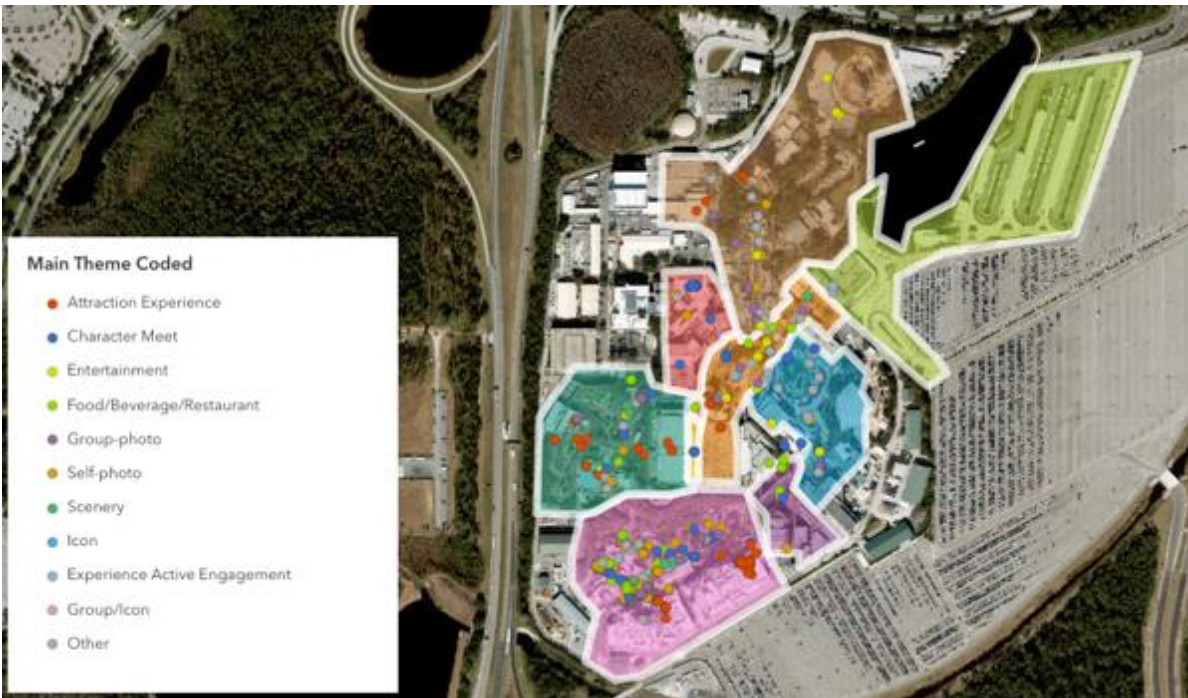 Main Theme Coded
Attraction Experience
Character Meet
Entertainment
Food/Beverage/Restaurant
Group-photo
Self-photo
Scenery
Icon
Experience Active Engagement
Group/Icon
Other